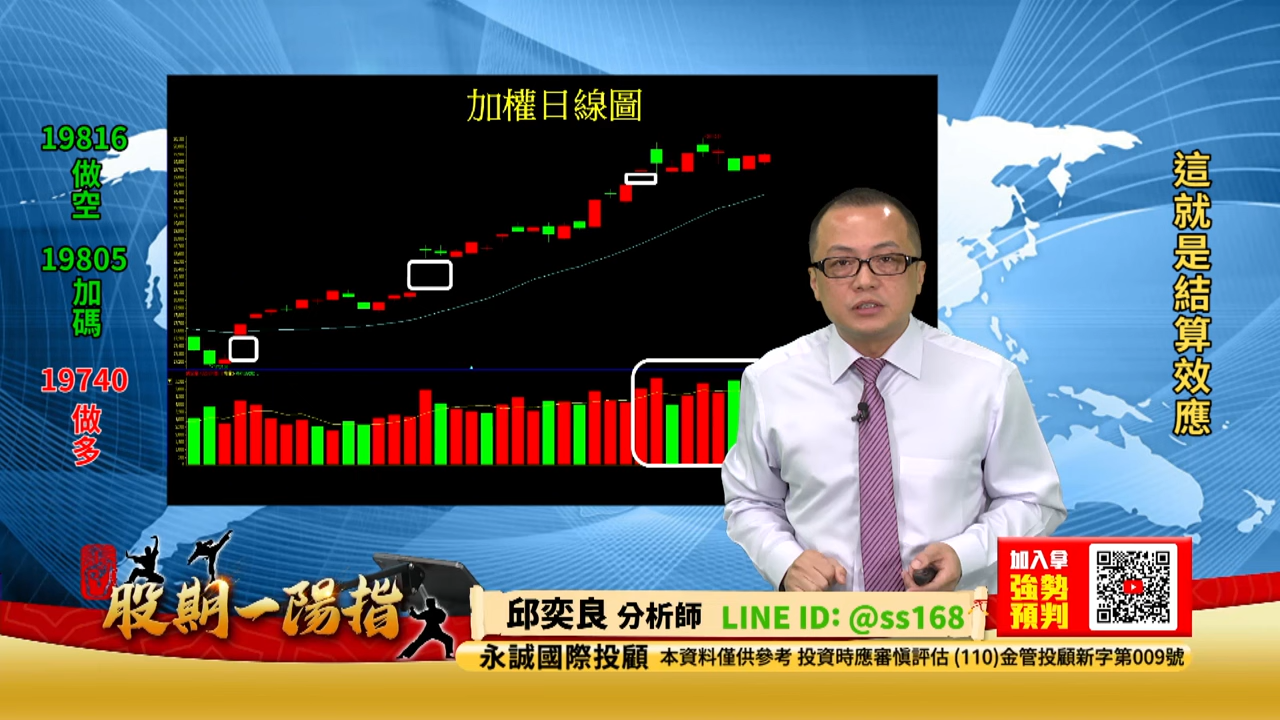 加權日線圖
19816
做空
19805
加碼
19740
做多
這就是結算效應
股期一陽指
加入拿
強勢
預判
邱奕良 分析師 LINE ID: @ss168
永誠國際投顧 本資料僅供參考 投資時應審慎評估 (110)金管投顧新字第009號